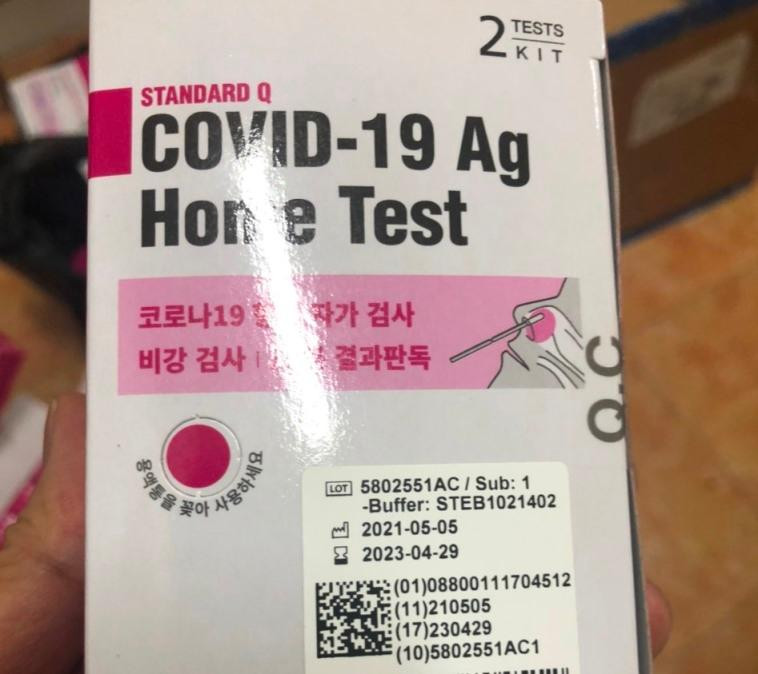 2 TESTS
KIT
STANDARD Q
COVID-19 Ag
Home Test
코로나19 자가 검사
비강 검사 | 결과판독
Q.C
용액통을 꽂아 사용하세요
LOT 5802551AC / Sub: 1
-Buffer: STEB1021402
2021-05-05
2023-04-29
(01)08800111704512
(11)210505
(17)230429
(10)5802551AC1